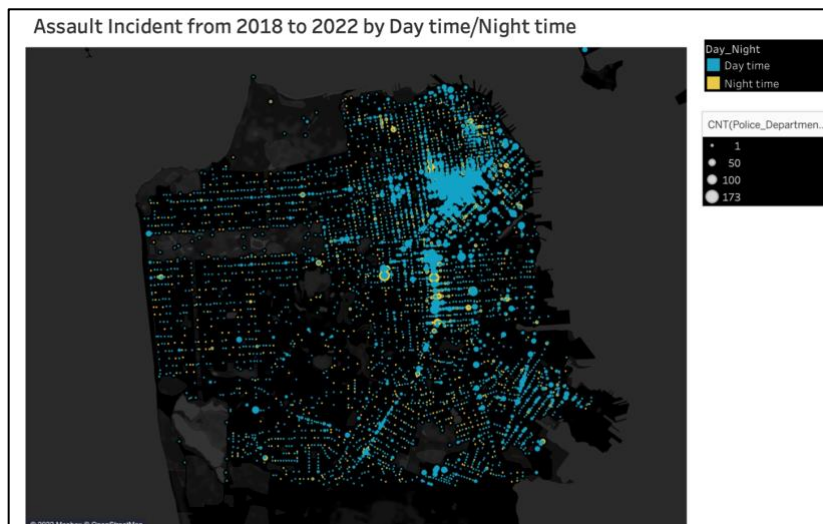 Assault Incident from 2018 to 2022 by Day time/Night time
Day_Night
Day time
Night time
CNT(Police_Departmen..
1
50
100
173
© 2022 Mapbox © OpenStreetMap